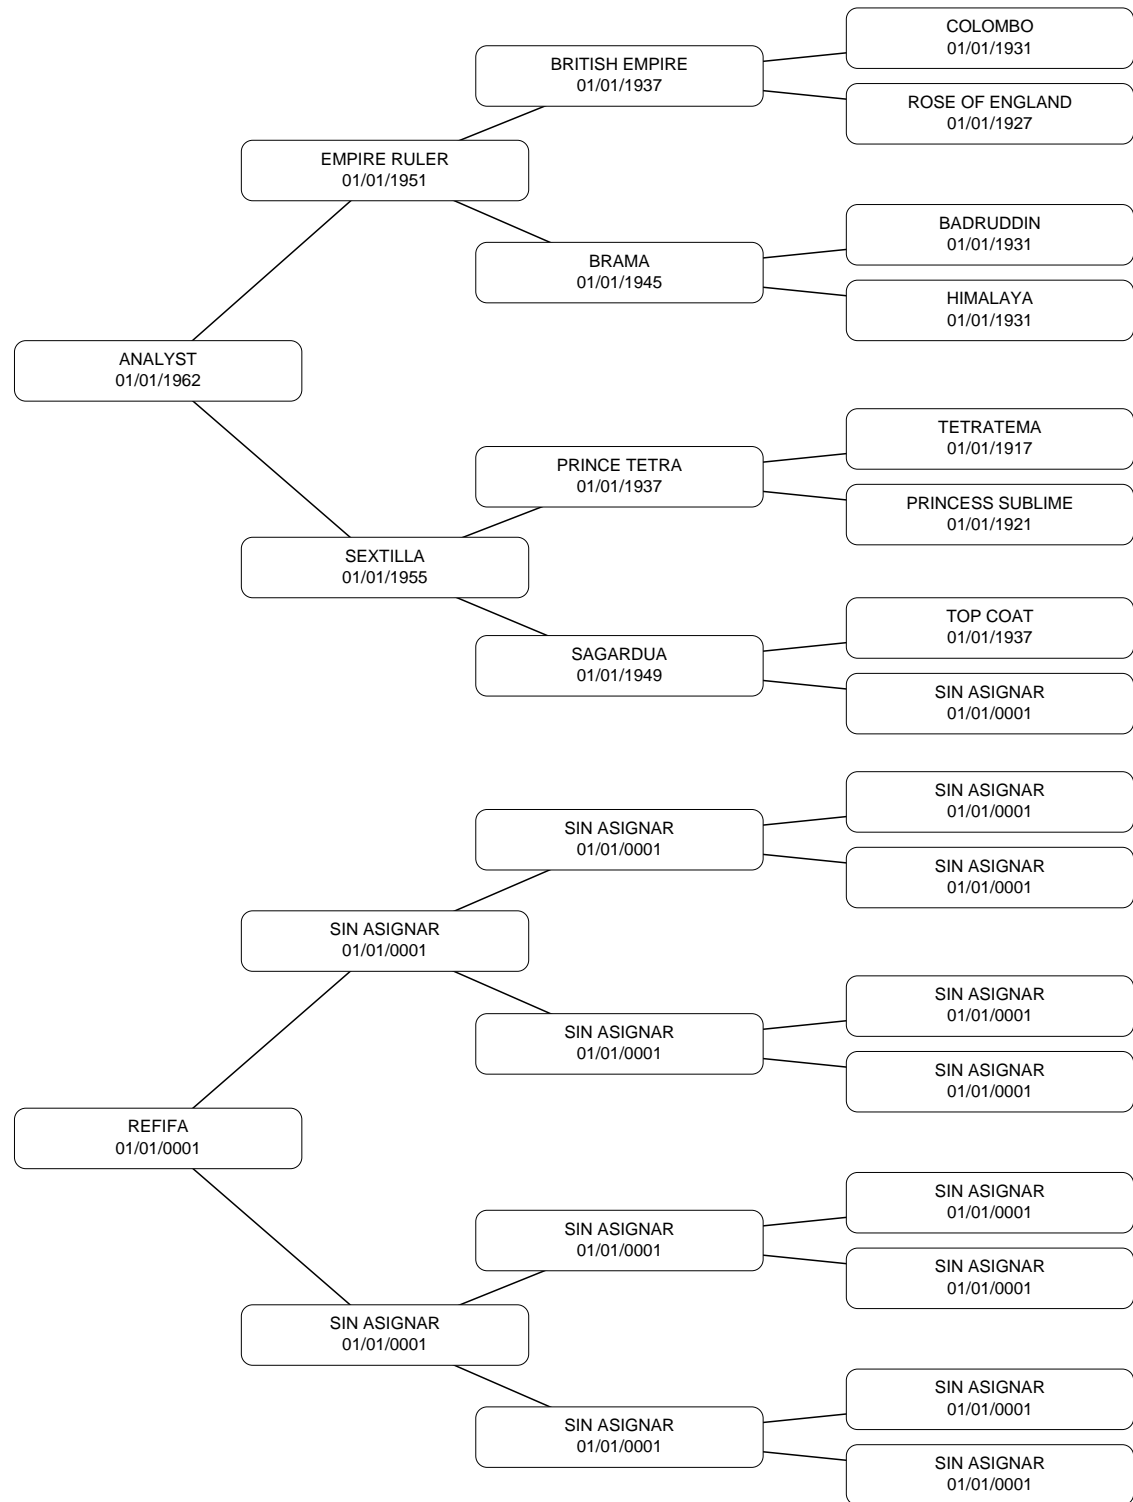 COLOMBO
01/01/1931
BRITISH EMPIRE
01/01/1937
ROSE OF ENGLAND
01/01/1927
EMPIRE RULER
01/01/1951
BADRUDDIN
01/01/1931
BRAMA
01/01/1945
HIMALAYA
01/01/1931
ANALYST
01/01/1962
TETRATEMA
01/01/1917
PRINCE TETRA
01/01/1937
PRINCESS SUBLIME
01/01/1921
SEXTILLA
01/01/1955
TOP COAT
01/01/1937
SAGARDUA
01/01/1949
SIN ASIGNAR
01/01/0001
SIN ASIGNAR
01/01/0001
SIN ASIGNAR
01/01/0001
SIN ASIGNAR
01/01/0001
SIN ASIGNAR
01/01/0001
SIN ASIGNAR
01/01/0001
SIN ASIGNAR
01/01/0001
SIN ASIGNAR
01/01/0001
REFIFA
01/01/0001
SIN ASIGNAR
01/01/0001
SIN ASIGNAR
01/01/0001
SIN ASIGNAR
01/01/0001
SIN ASIGNAR
01/01/0001
SIN ASIGNAR
01/01/0001
SIN ASIGNAR
01/01/0001
SIN ASIGNAR
01/01/0001